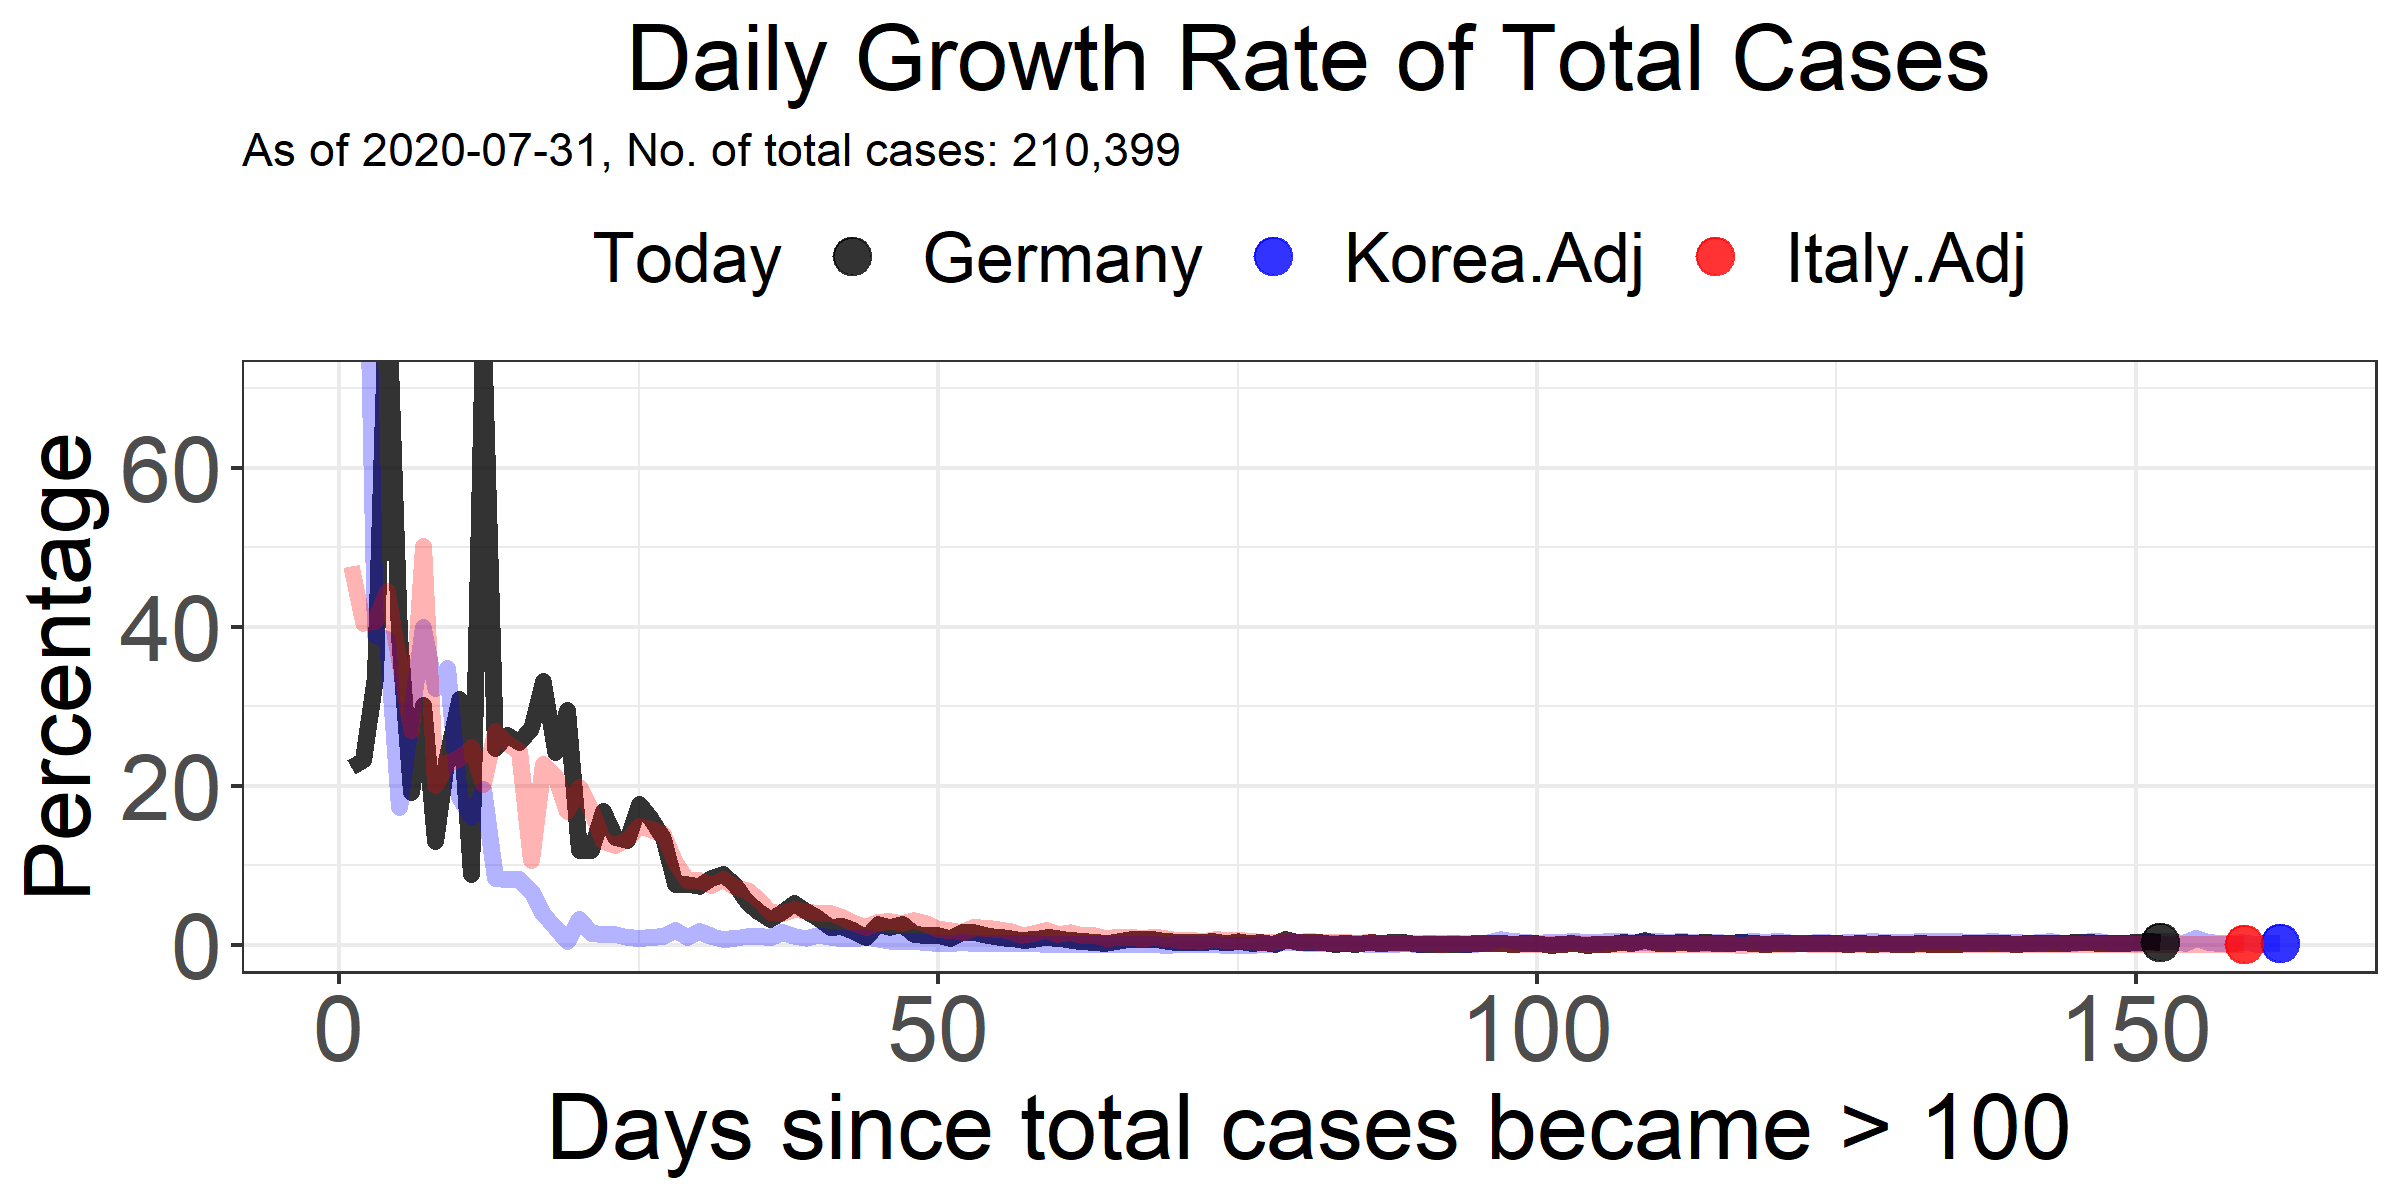 Daily Growth Rate of Total Cases
As of 2020-07-31, No. of total cases: 210,399
Today Germany Korea.Adj Italy.Adj
Percentage
60
40
20
0
0 50 100 150
Days since total cases became > 100